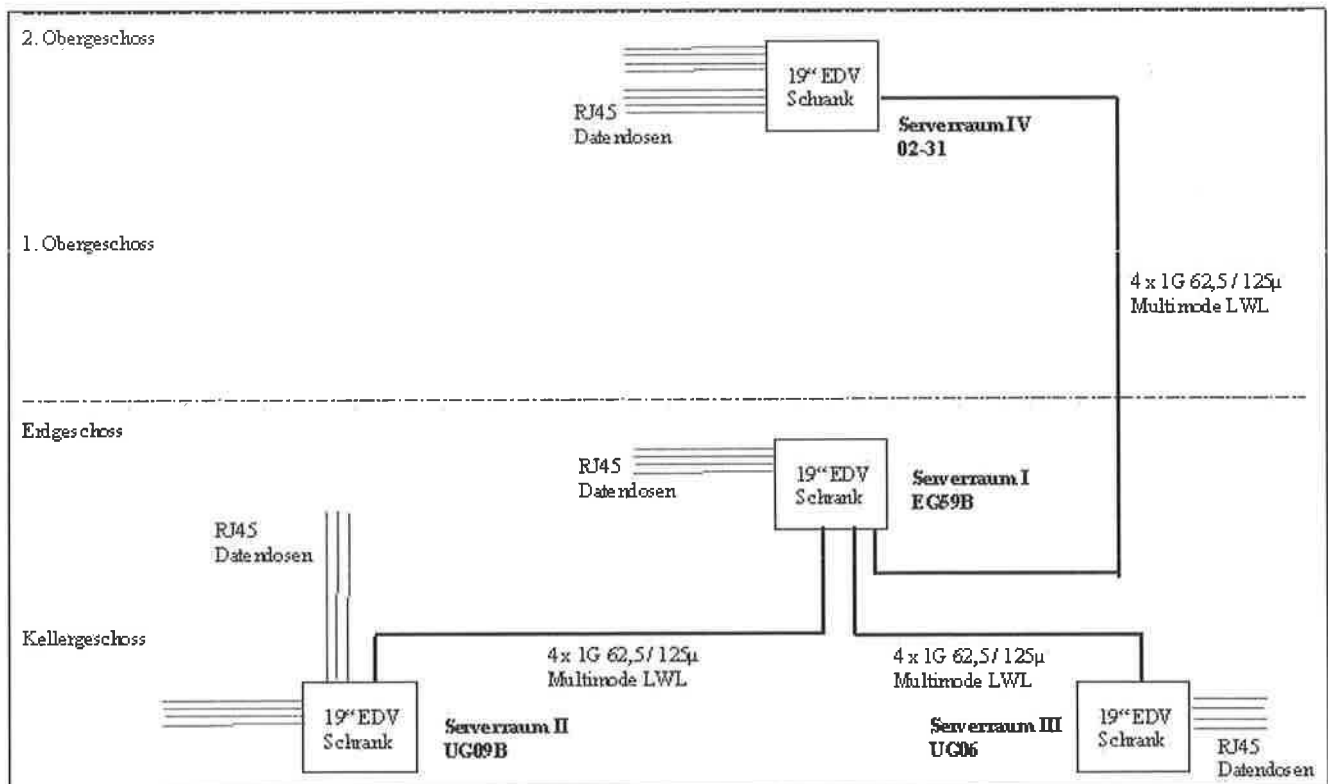 2. Obergeschoss
19“ EDV
Schrank
RJ45
Datendosen
Serverraum IV
02-31
1. Obergeschoss
4 x 1G 62,5 / 125µ
Multimode LWL
Erdgeschoss
RJ45
Datendosen
19“ EDV
Schrank
Serverraum I
EG59B
RJ45
Datendosen
Kellergeschoss
4 x 1G 62,5 / 125µ
Multimode LWL
4 x 1G 62,5 / 125µ
Multimode LWL
19“ EDV
Schrank
Serverraum II
UG09B
Serverraum III
UG06
19“ EDV
Schrank
RJ45
Datendosen